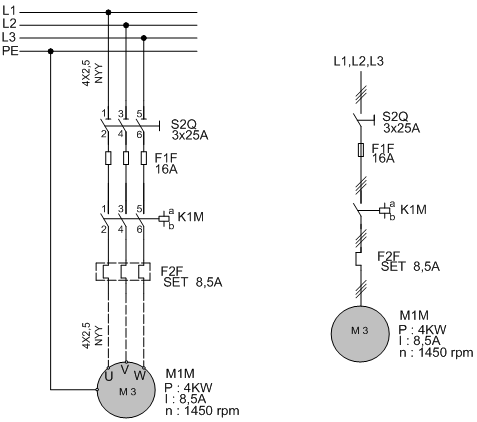 L1
L2
L3
PE
4X2,5
NYY
1 3 5
2 4 6
S2Q
3x25A
F1F
16A
1 3 5
2 4 6
a
b
K1M
F2F
SET 8,5A
4X2,5
NYY
U V W
M 3
M1M
P : 4KW
I : 8,5A
n : 1450 rpm
L1,L2,L3
S2Q
3x25A
F1F
16A
a
b
K1M
F2F
SET 8,5A
M 3
M1M
P : 4KW
I : 8,5A
n : 1450 rpm